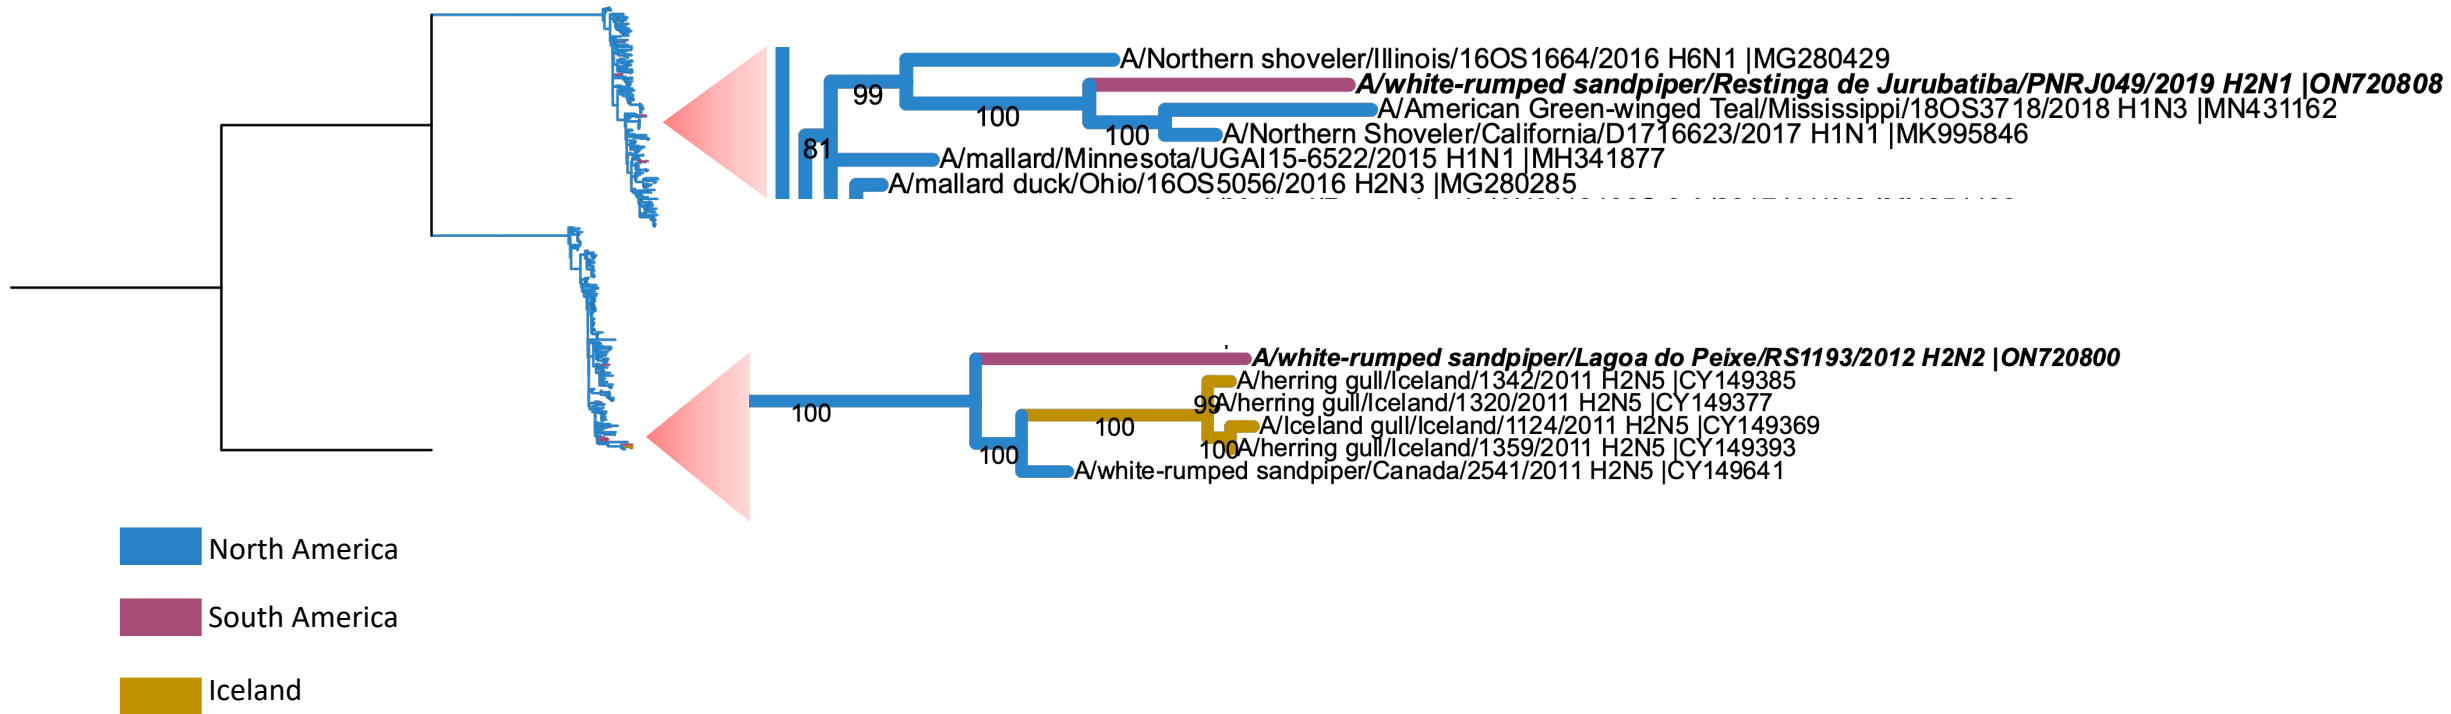 A/Northern shoveler/Illinois/16OS1664/2016 H6N1 |MG280429
A/white-rumped sandpiper/Restinga de Jurubatiba/PNRJ049/2019 H2N1 |ON720808
99
A/American Green-winged Teal/Mississippi/18OS3718/2018 H1N3 |MN431162
100
A/Northern Shoveler/California/D1716623/2017 H1N1 |MK995846
100
81
A/mallard/Minnesota/UGAI15-6522/2015 H1N1 |MH341877
A/mallard duck/Ohio/16OS5056/2016 H2N3 |MG280285
A/white-rumped sandpiper/Lagoa do Peixe/RS1193/2012 H2N2 |ON720800
A/herring gull/Iceland/1342/2011 H2N5 |CY149385
99
A/herring gull/Iceland/1320/2011 H2N5 |CY149377
100
100
A/Iceland gull/Iceland/1124/2011 H2N5 |CY149369
100
A/herring gull/Iceland/1359/2011 H2N5 |CY149393
100
A/white-rumped sandpiper/Canada/2541/2011 H2N5 |CY149641
North America
South America
Iceland